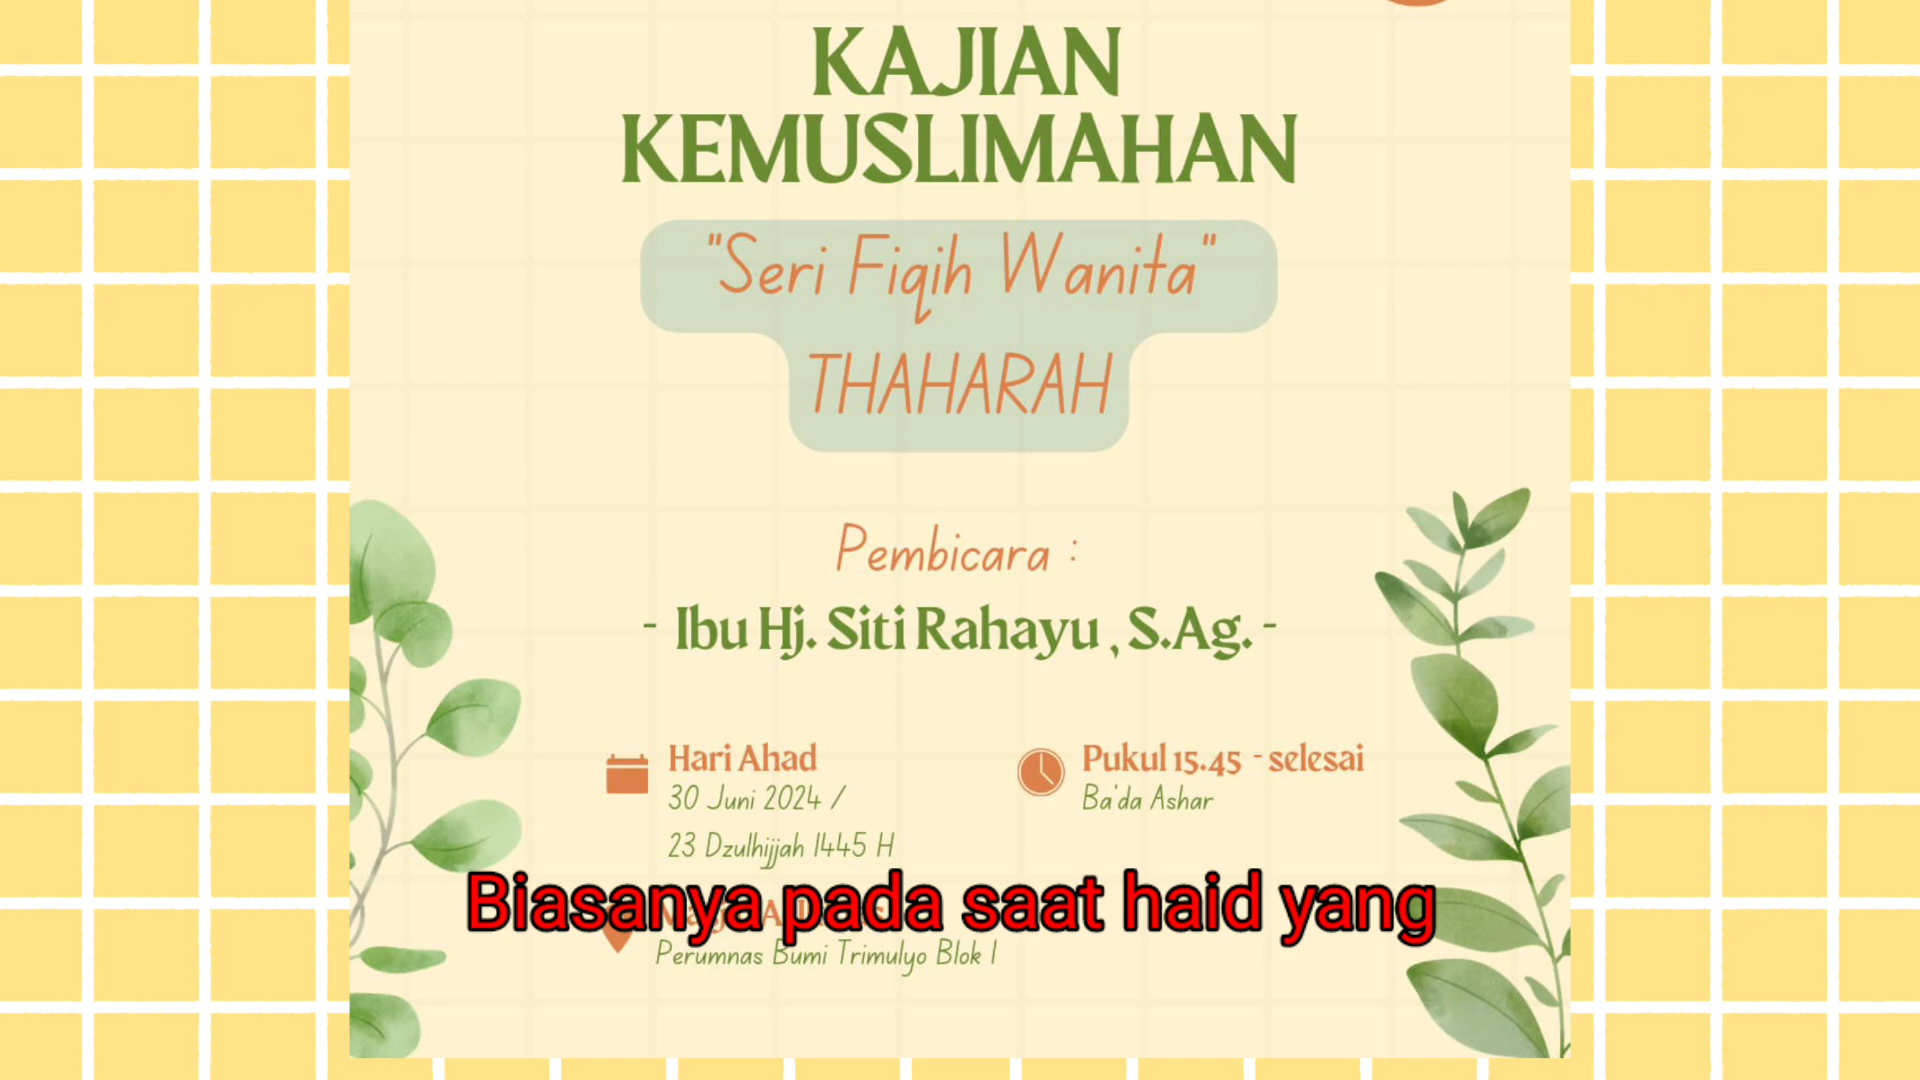 KAJIAN
KEMUSLIMAHAN
"Seri Fiqih Wanita"
THAHARAH
Pembicara :
- Ibu Hj. Siti Rahayu , S.Ag. -
Hari Ahad
30 Juni 2024 /
23 Dzulhijjah 1445 H
Pukul 15.45 - selesai
Ba'da Ashar
Biasanya pada saat haid yang
Perumnas Bumi Trimulyo Blok I